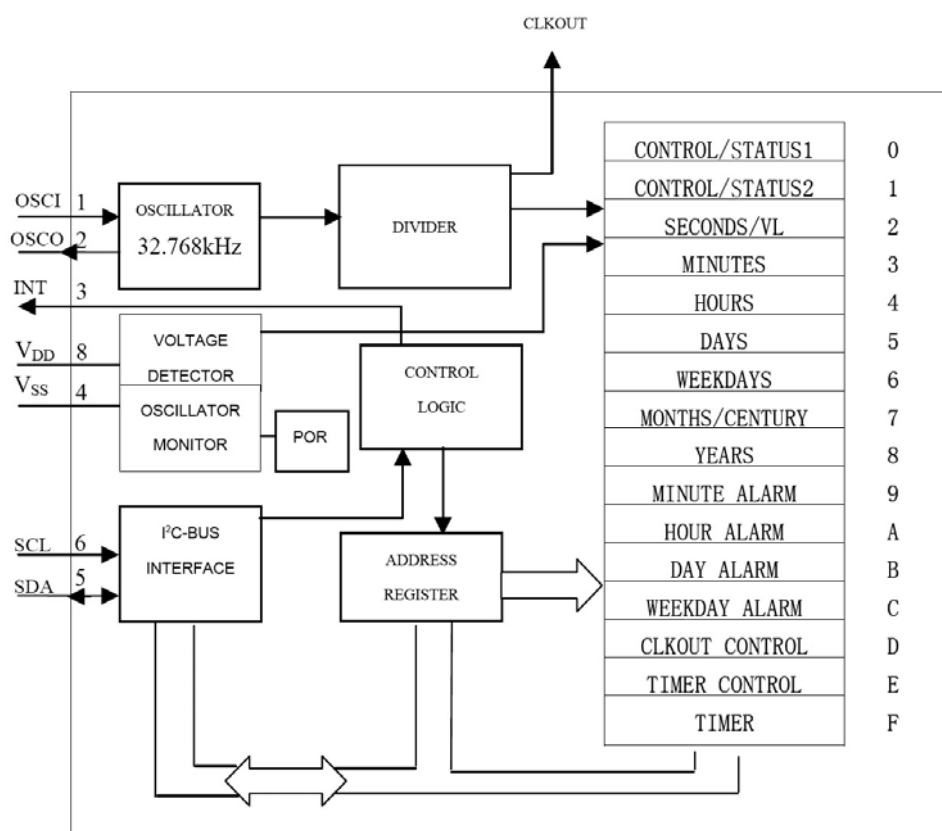 CLKOUT
OSCI 1
OSCO 2
INT 3
VDD 8
VSS 4
SCL 6
SDA 5
OSCILLATOR
32.768kHz
DIVIDER
VOLTAGE
DETECTOR
OSCILLATOR
MONITOR
POR
CONTROL
LOGIC
I²C-BUS
INTERFACE
ADDRESS
REGISTER
CONTROL/STATUS1 0
CONTROL/STATUS2 1
SECONDS/VL 2
MINUTES 3
HOURS 4
DAYS 5
WEEKDAYS 6
MONTHS/CENTURY 7
YEARS 8
MINUTE ALARM 9
HOUR ALARM A
DAY ALARM B
WEEKDAY ALARM C
CLKOUT CONTROL D
TIMER CONTROL E
TIMER F